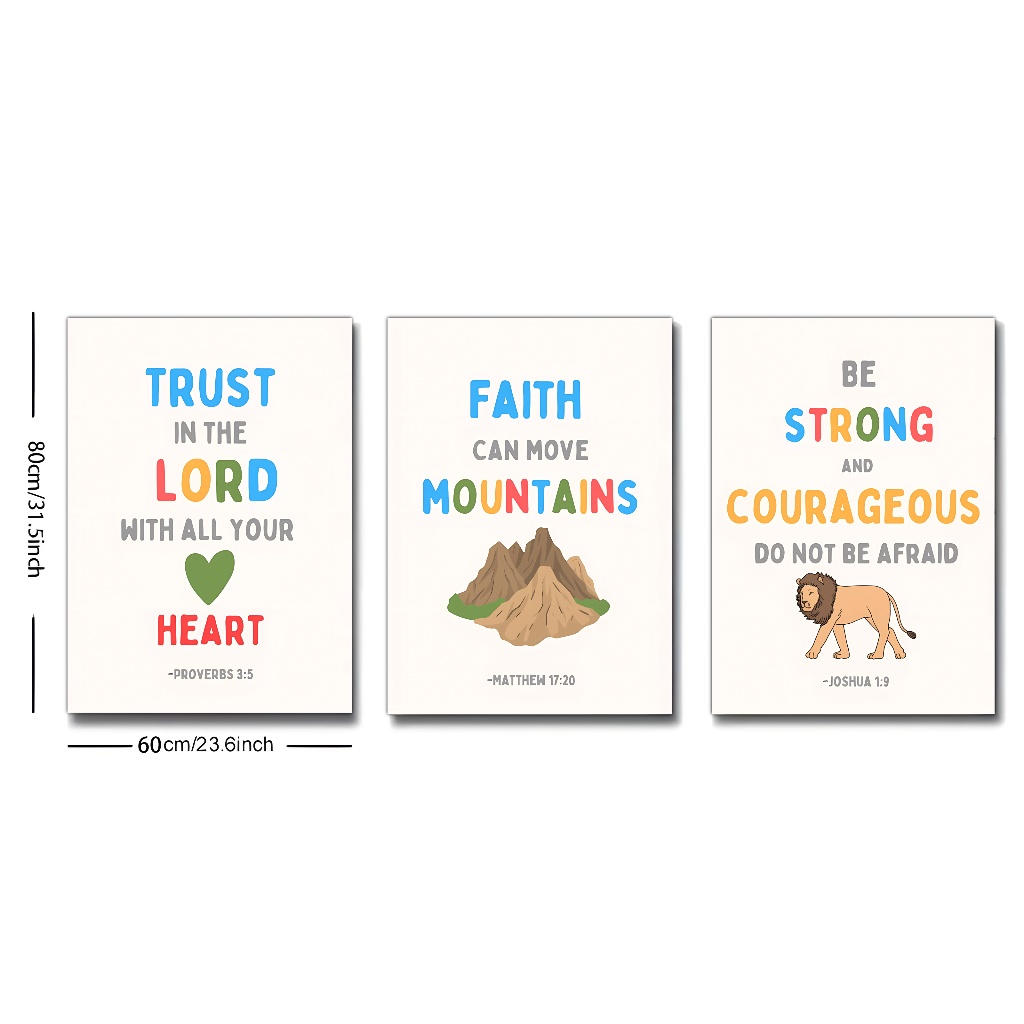 TRUST
IN THE
LORD
WITH ALL YOUR
HEART
-PROVERBS 3:5
FAITH
CAN MOVE
MOUNTAINS
-MATTHEW 17:20
BE
STRONG
AND
COURAGEOUS
DO NOT BE AFRAID
-JOSHUA 1:9
80cm/31.5inch
60cm/23.6inch